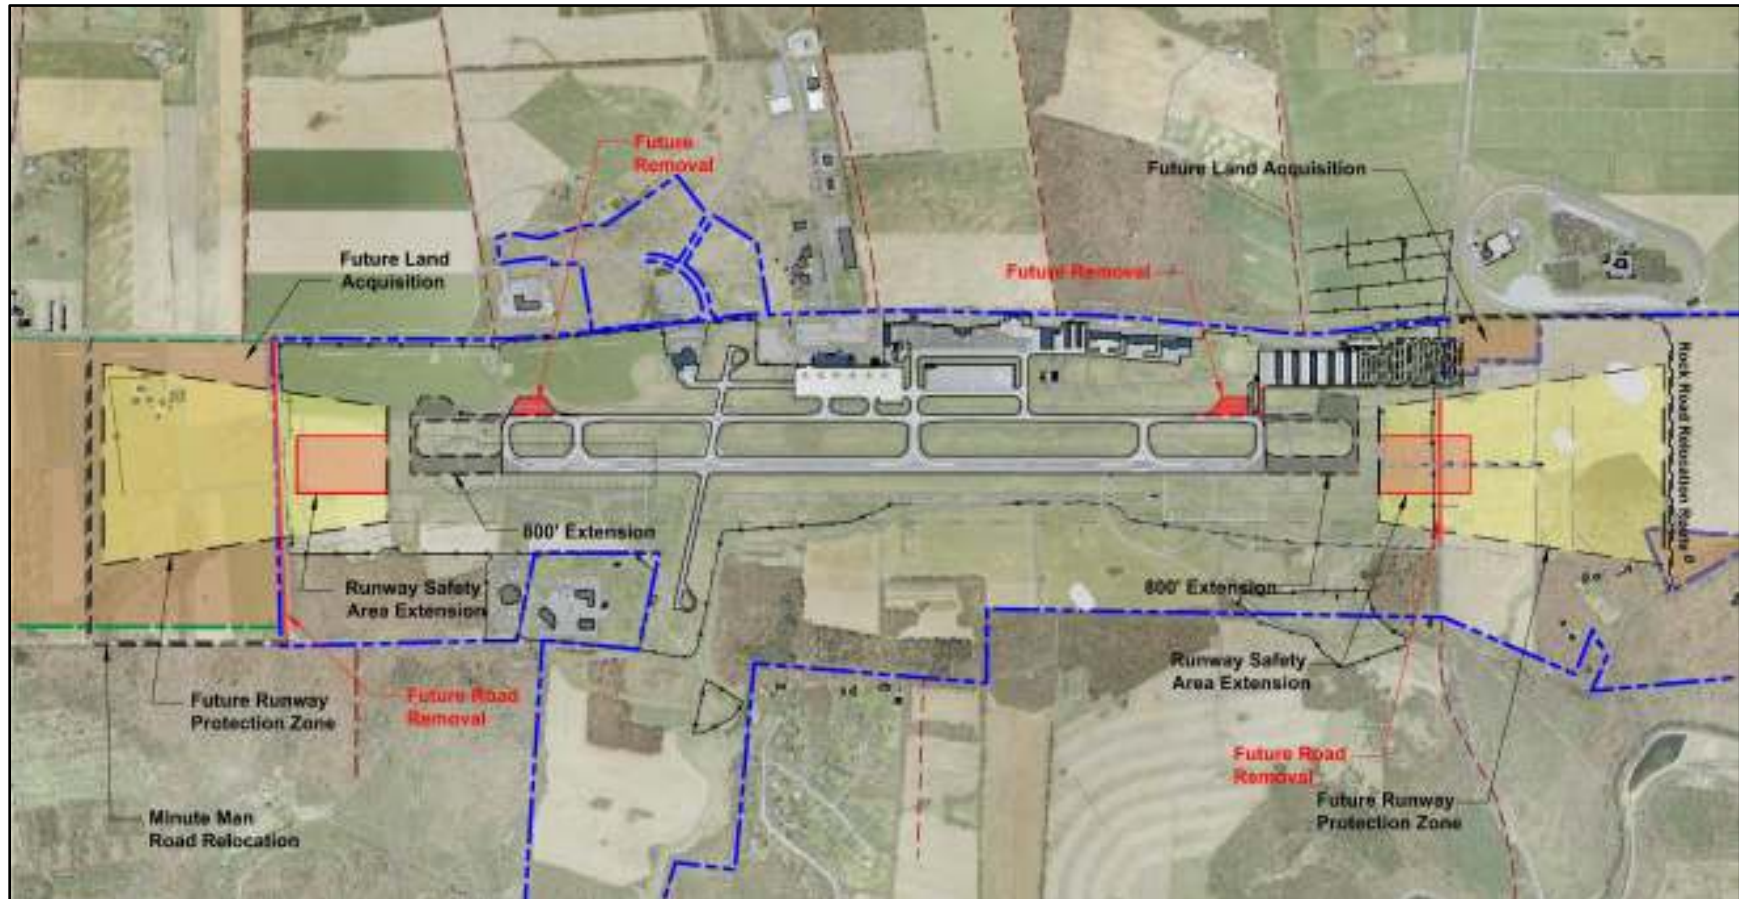 Future
Removal
Future Land Acquisition
Future Land
Acquisition
Future Removal
Rock Road Relocation Route
800' Extension
Runway Safety
Area Extension
800' Extension
Future Runway
Protection Zone
Future Road
Removal
Runway Safety
Area Extension
Future Road
Removal
Future Runway
Protection Zone
Minute Man
Road Relocation